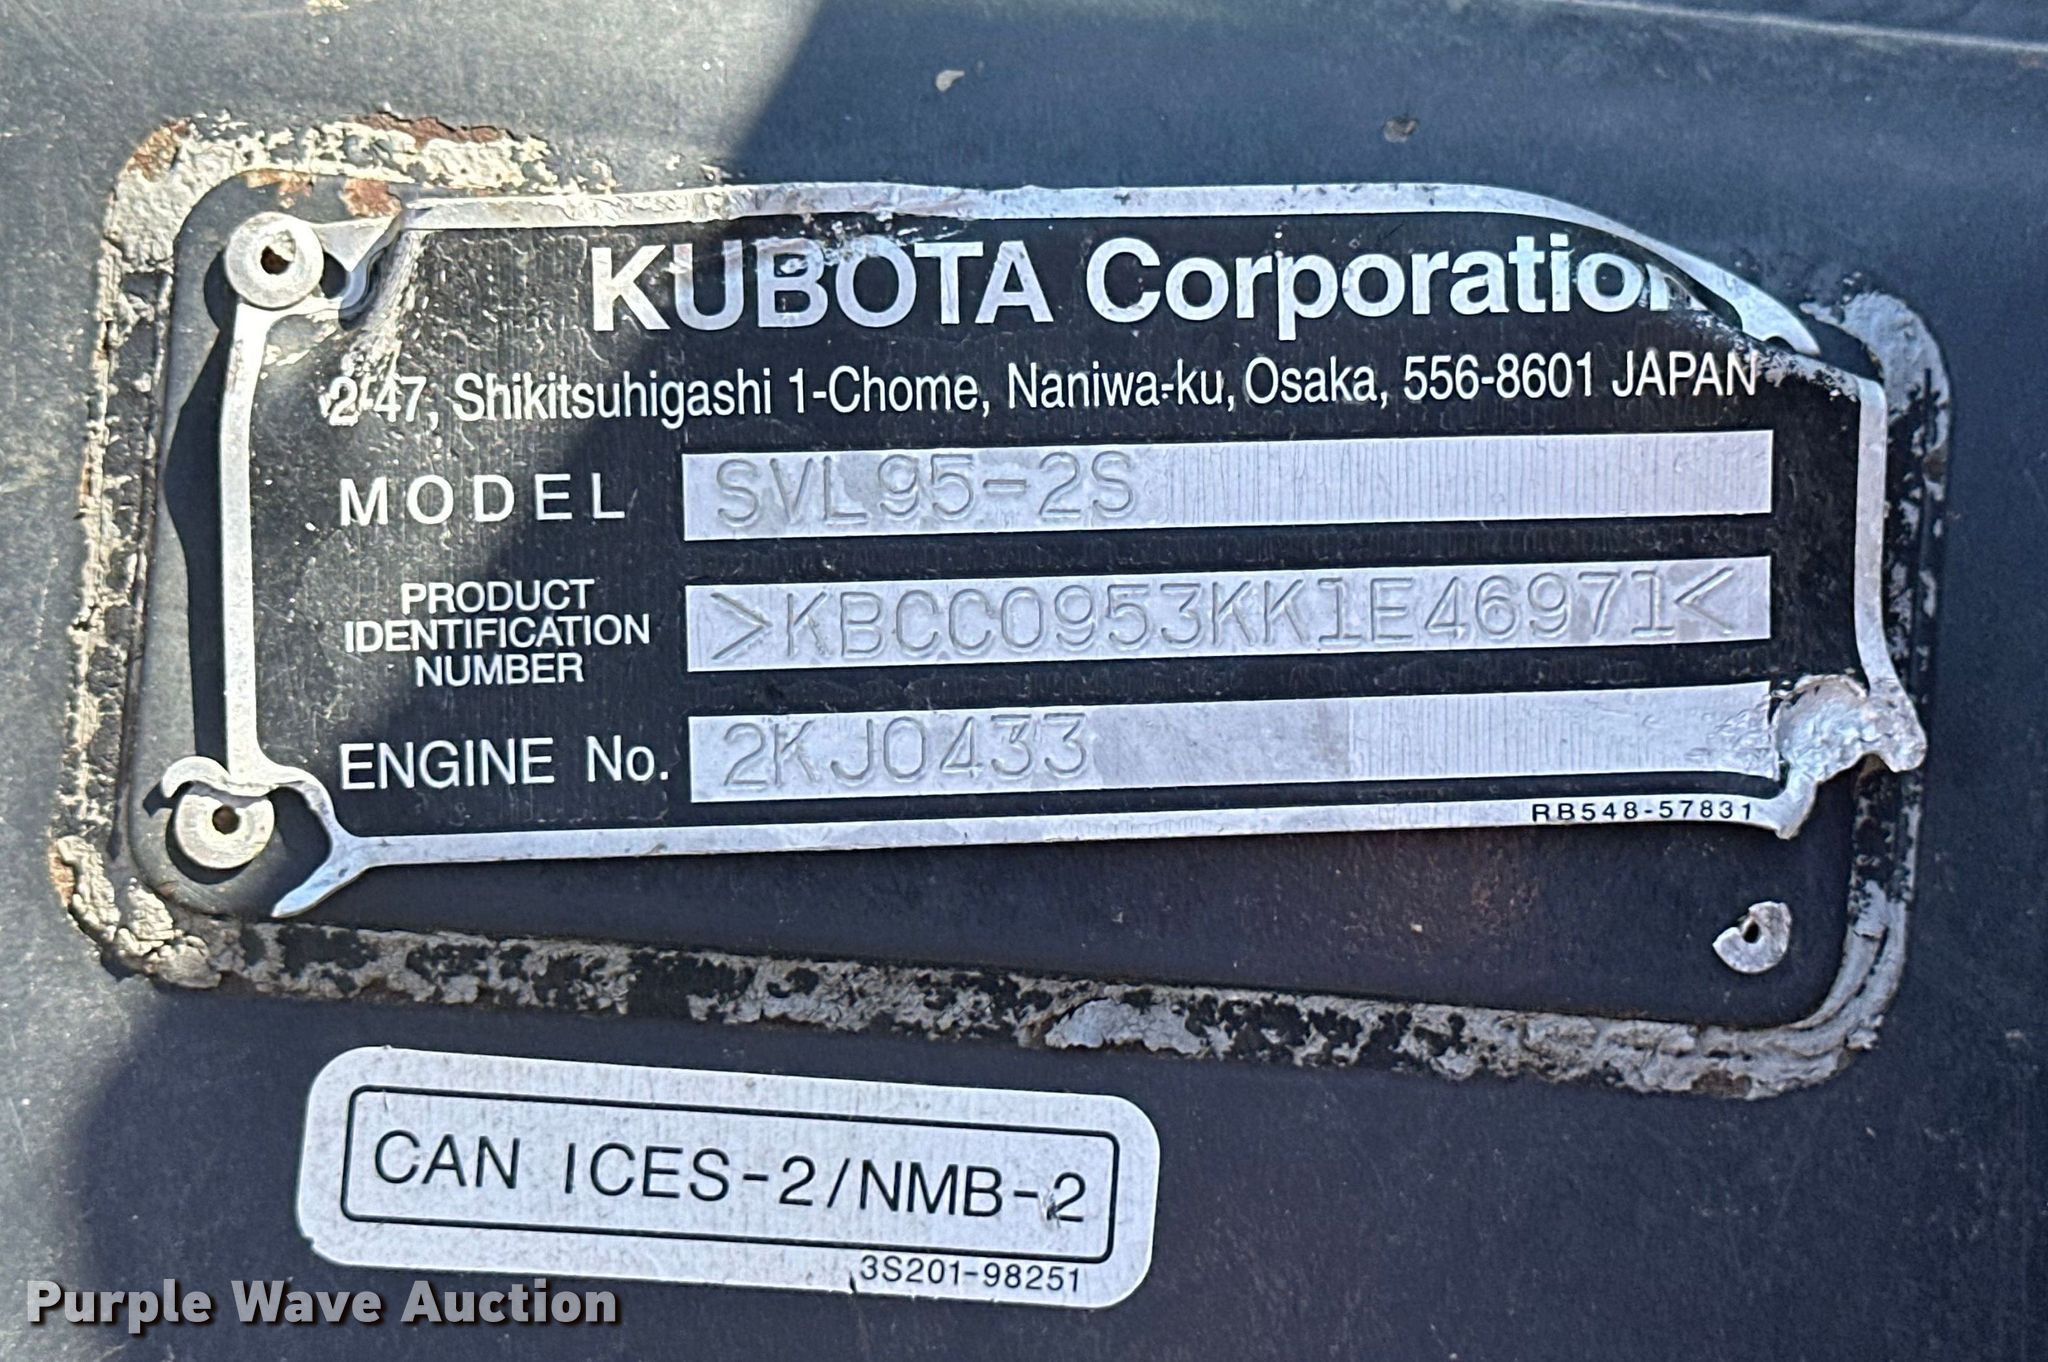 KUBOTA Corporation
2-47, Shikitsuhigashi 1-Chome, Naniwa-ku, Osaka, 556-8601 JAPAN
MODEL SVL95-2S
PRODUCT
IDENTIFICATION
NUMBER
>KBCC0953KK1E46971<
ENGINE No. 2KJ0433
RB548-57831
CAN ICES-2/NMB-2
3S201-98251
Purple Wave Auction